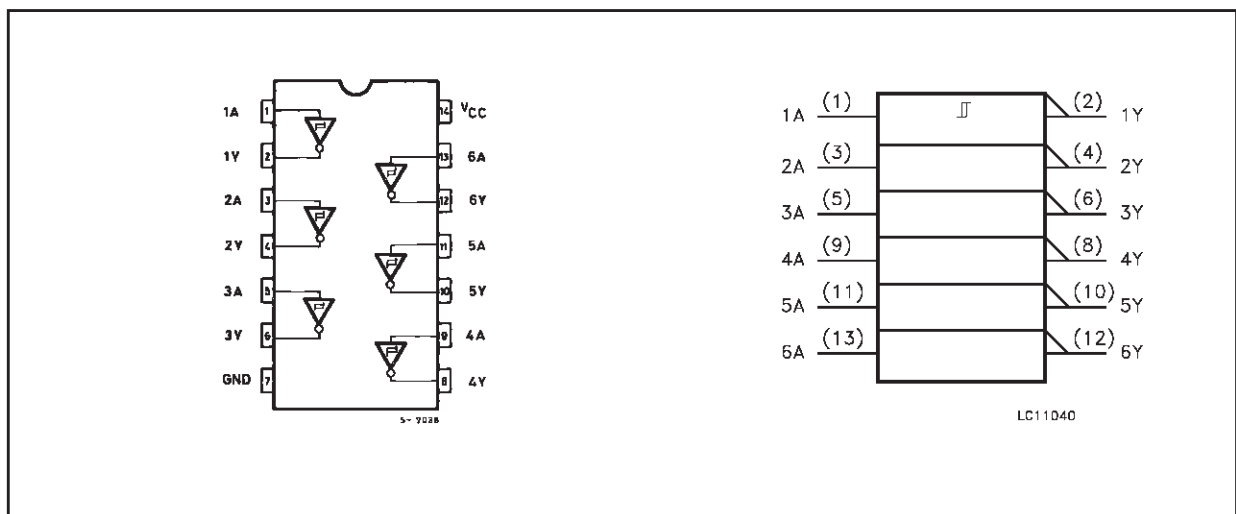 1A 1 14 VCC
1Y 2 13 6A
2A 3 12 6Y
2Y 4 11 5A
3A 5 10 5Y
3Y 6 9 4A
GND 7 8 4Y
S-7028
1A (1) (2) 1Y
2A (3) (4) 2Y
3A (5) (6) 3Y
4A (9) (8) 4Y
5A (11) (10) 5Y
6A (13) (12) 6Y
LC11040